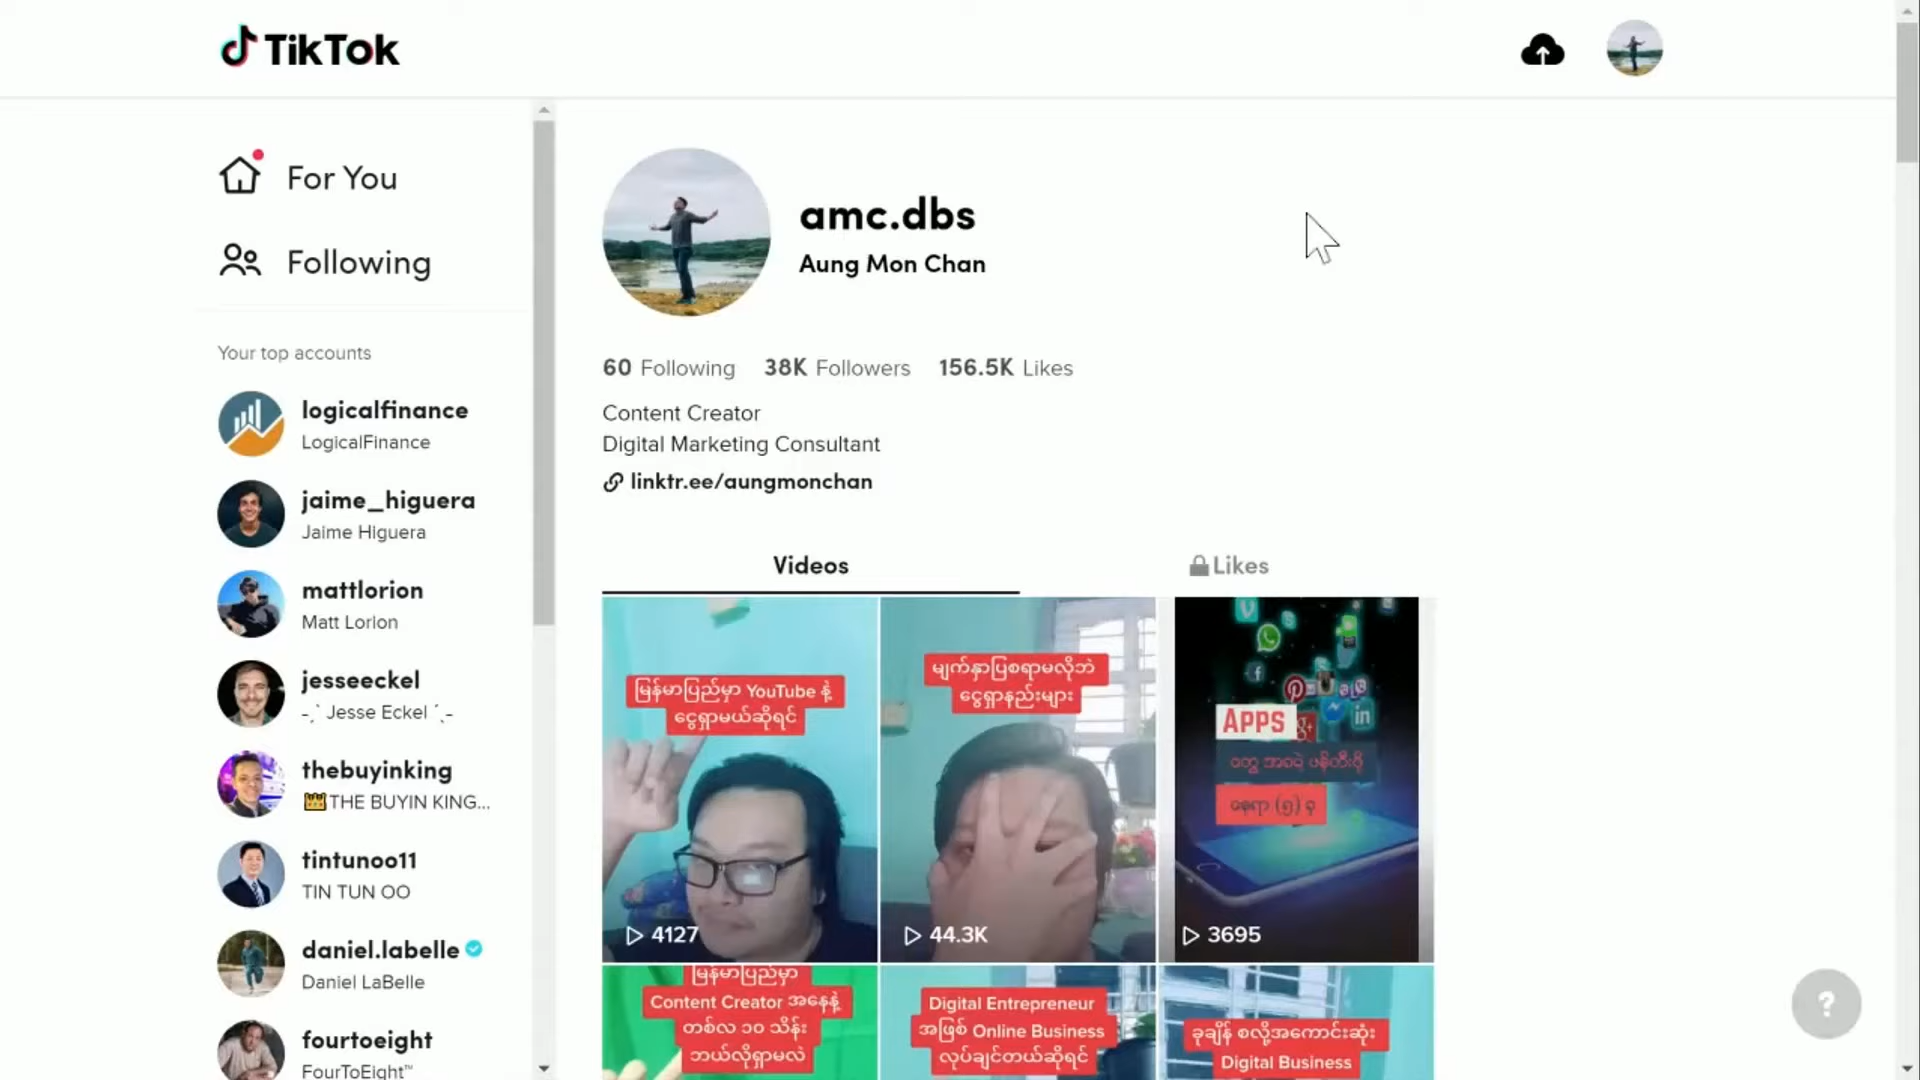 TikTok
For You
Following
Your top accounts
logicalfinance
LogicalFinance
jaime_higuera
Jaime Higuera
mattlorion
Matt Lorion
jesseeckel
-ˏˋ Jesse Eckel ˊˎ-
thebuyinking
👑THE BUYIN KING...
tintunoo11
TIN TUN OO
daniel.labelle
Daniel LaBelle
fourtoeight
FourToEight™
amc.dbs
Aung Mon Chan
60 Following 38K Followers 156.5K Likes
Content Creator
Digital Marketing Consultant
linktr.ee/aungmonchan
Videos
Likes
မြန်မာပြည်မှာ YouTube နဲ့
ငွေရှာမယ်ဆိုရင်
4127
မျက်နှာပြစရာမလိုဘဲ
ငွေရှာနည်းများ
44.3K
APPS
တွေ အခမဲ့ ဖန်တီးဖို့
နေရာ (၅) ခု
3695
မြန်မာပြည်မှာ
Content Creator အနေနဲ့
တစ်လ ၁၀ သိန်း
ဘယ်လိုရှာမလဲ
Digital Entrepreneur
အဖြစ် Online Business
လုပ်ချင်တယ်ဆိုရင်
ခုချိန် စလို့အကောင်းဆုံး
Digital Business
?